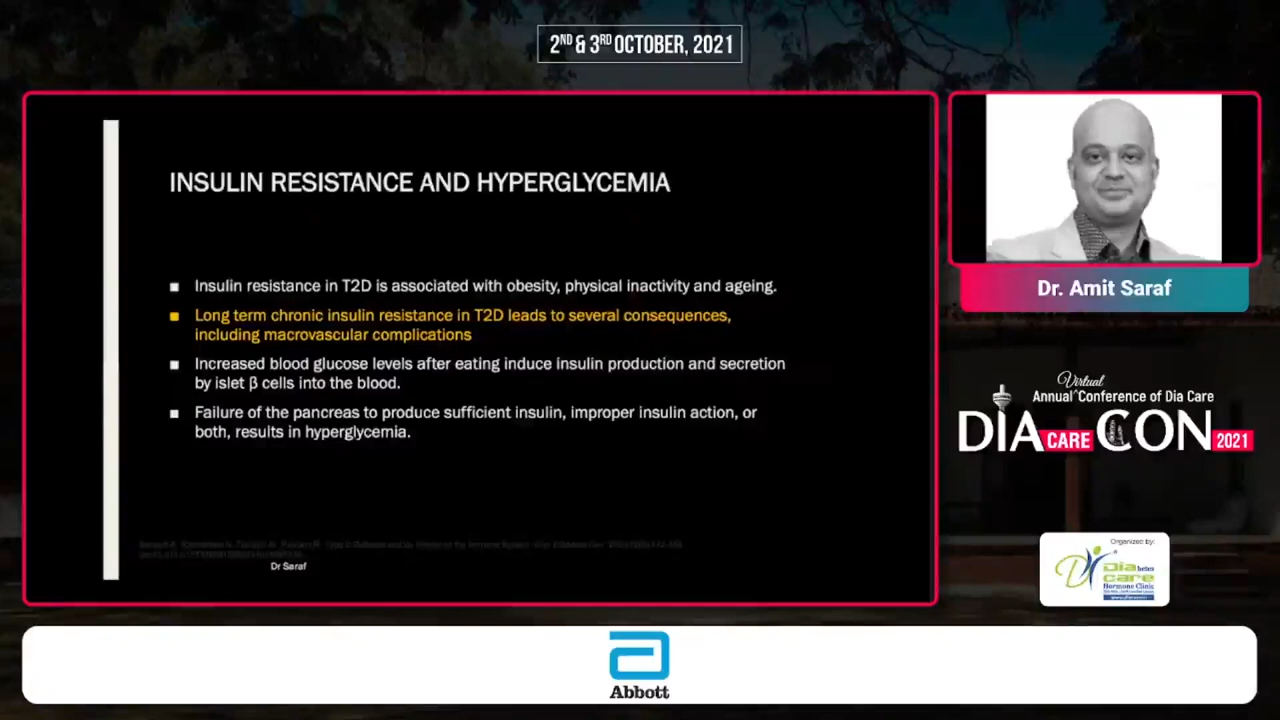 2ND & 3RD OCTOBER, 2021
INSULIN RESISTANCE AND HYPERGLYCEMIA
Insulin resistance in T2D is associated with obesity, physical inactivity and ageing.
Long term chronic insulin resistance in T2D leads to several consequences,
including macrovascular complications
Increased blood glucose levels after eating induce insulin production and secretion
by islet β cells into the blood.
Failure of the pancreas to produce sufficient insulin, improper insulin action, or
both, results in hyperglycemia.
Dr Saraf
Dr. Amit Saraf
Virtual
Annual ^ Conference of Dia Care
DIA CARE CON 2021
Organized by:
Dia
care
Hormone Clinic
Abbott